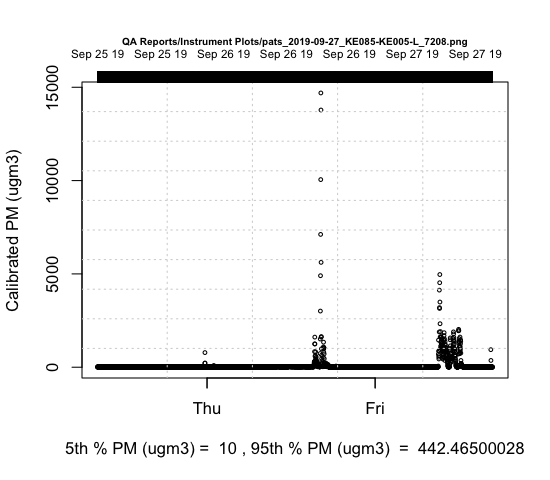 QA Reports/Instrument Plots/pats_2019-09-27_KE085-KE005-L_7208.png
Sep 25 19 Sep 25 19 Sep 26 19 Sep 26 19 Sep 26 19 Sep 27 19 Sep 27 19
15000
10000
5000
0
Calibrated PM (ugm3)
Thu Fri
5th % PM (ugm3) = 10 , 95th % PM (ugm3) = 442.46500028